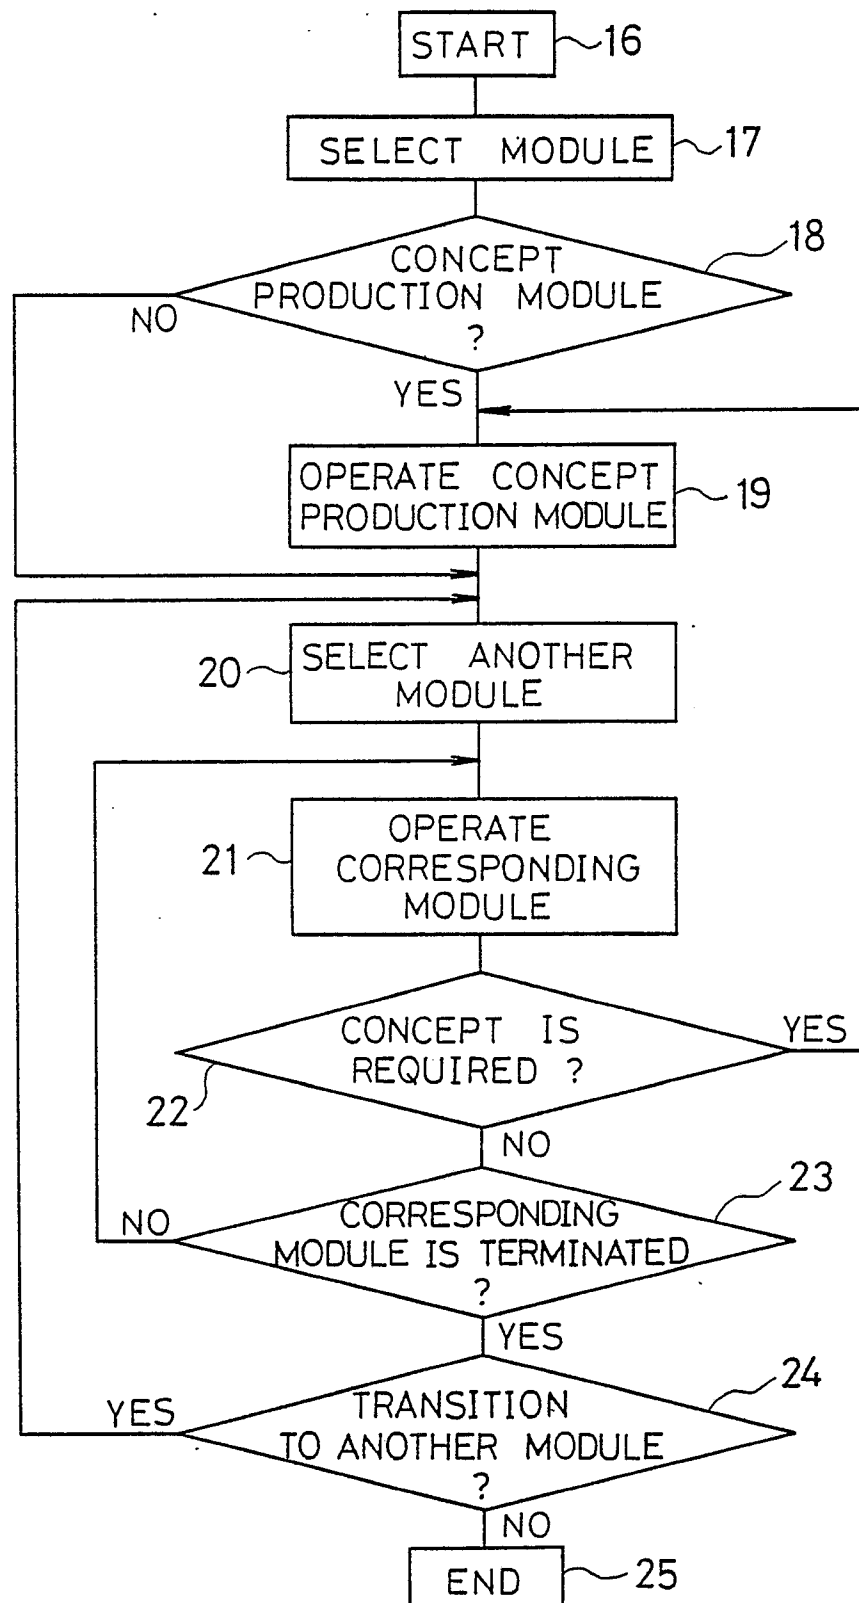 START
16
SELECT MODULE
17
18
CONCEPT
PRODUCTION MODULE
?
NO
YES
OPERATE CONCEPT
PRODUCTION MODULE
19
SELECT ANOTHER
MODULE
20
OPERATE
CORRESPONDING
MODULE
21
CONCEPT IS
REQUIRED ?
YES
22
NO
23
CORRESPONDING
MODULE IS TERMINATED
?
NO
YES
24
TRANSITION
TO ANOTHER MODULE
?
YES
NO
END
25